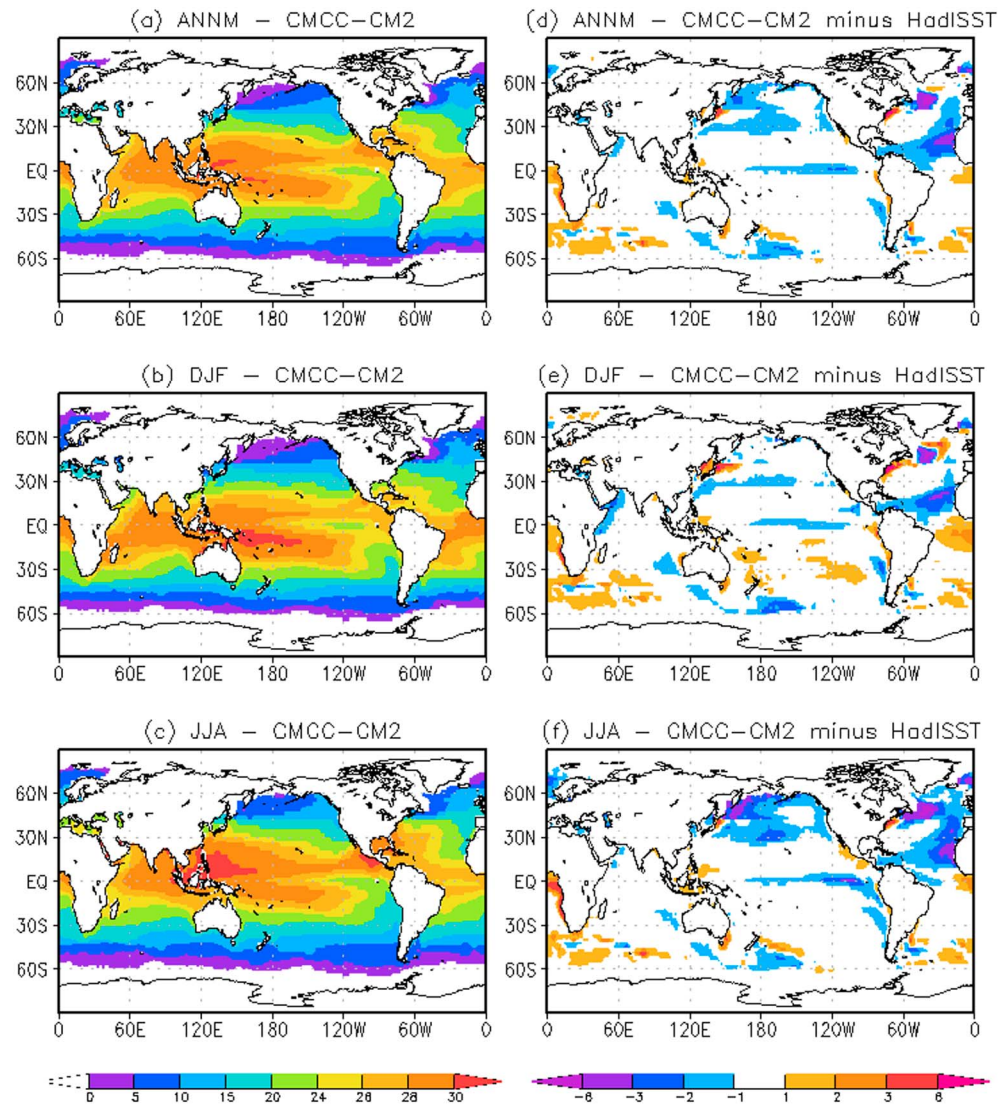 (a) ANNM - CMCC-CM2
(d) ANNM - CMCC-CM2 minus HadISST
60N
30N
EQ
30S
60S
0 60E 120E 180 120W 60W 0
60N
30N
EQ
30S
60S
0 60E 120E 180 120W 60W 0
(b) DJF - CMCC-CM2
(e) DJF - CMCC-CM2 minus HadISST
60N
30N
EQ
30S
60S
0 60E 120E 180 120W 60W 0
60N
30N
EQ
30S
60S
0 60E 120E 180 120W 60W 0
(c) JJA - CMCC-CM2
(f) JJA - CMCC-CM2 minus HadISST
60N
30N
EQ
30S
60S
0 60E 120E 180 120W 60W 0
60N
30N
EQ
30S
60S
0 60E 120E 180 120W 60W 0
0 5 10 15 20 24 26 28 30
-6 -3 -2 -1 1 2 3 6